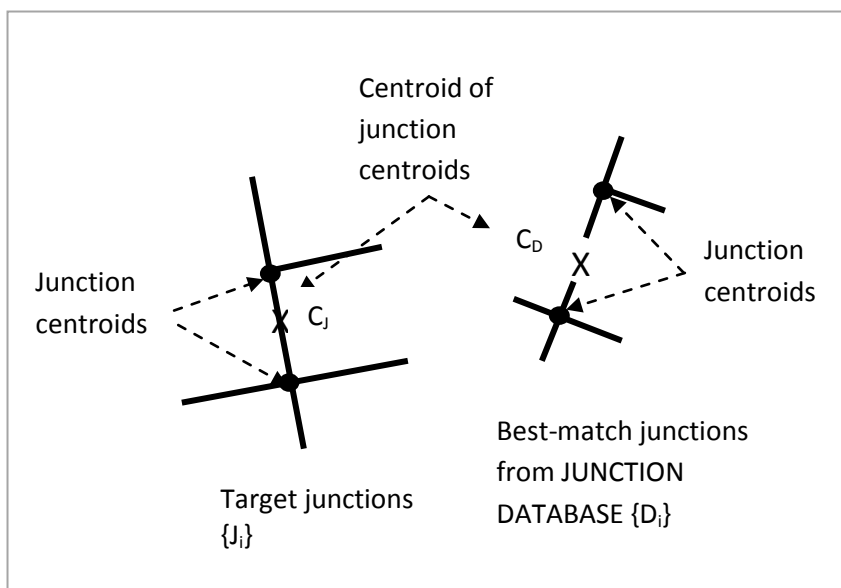 Centroid of
junction
centroids
C_D
X
Junction
centroids
Junction
centroids
X
C_J
Best-match junctions
from JUNCTION
DATABASE {D_i}
Target junctions
{J_i}